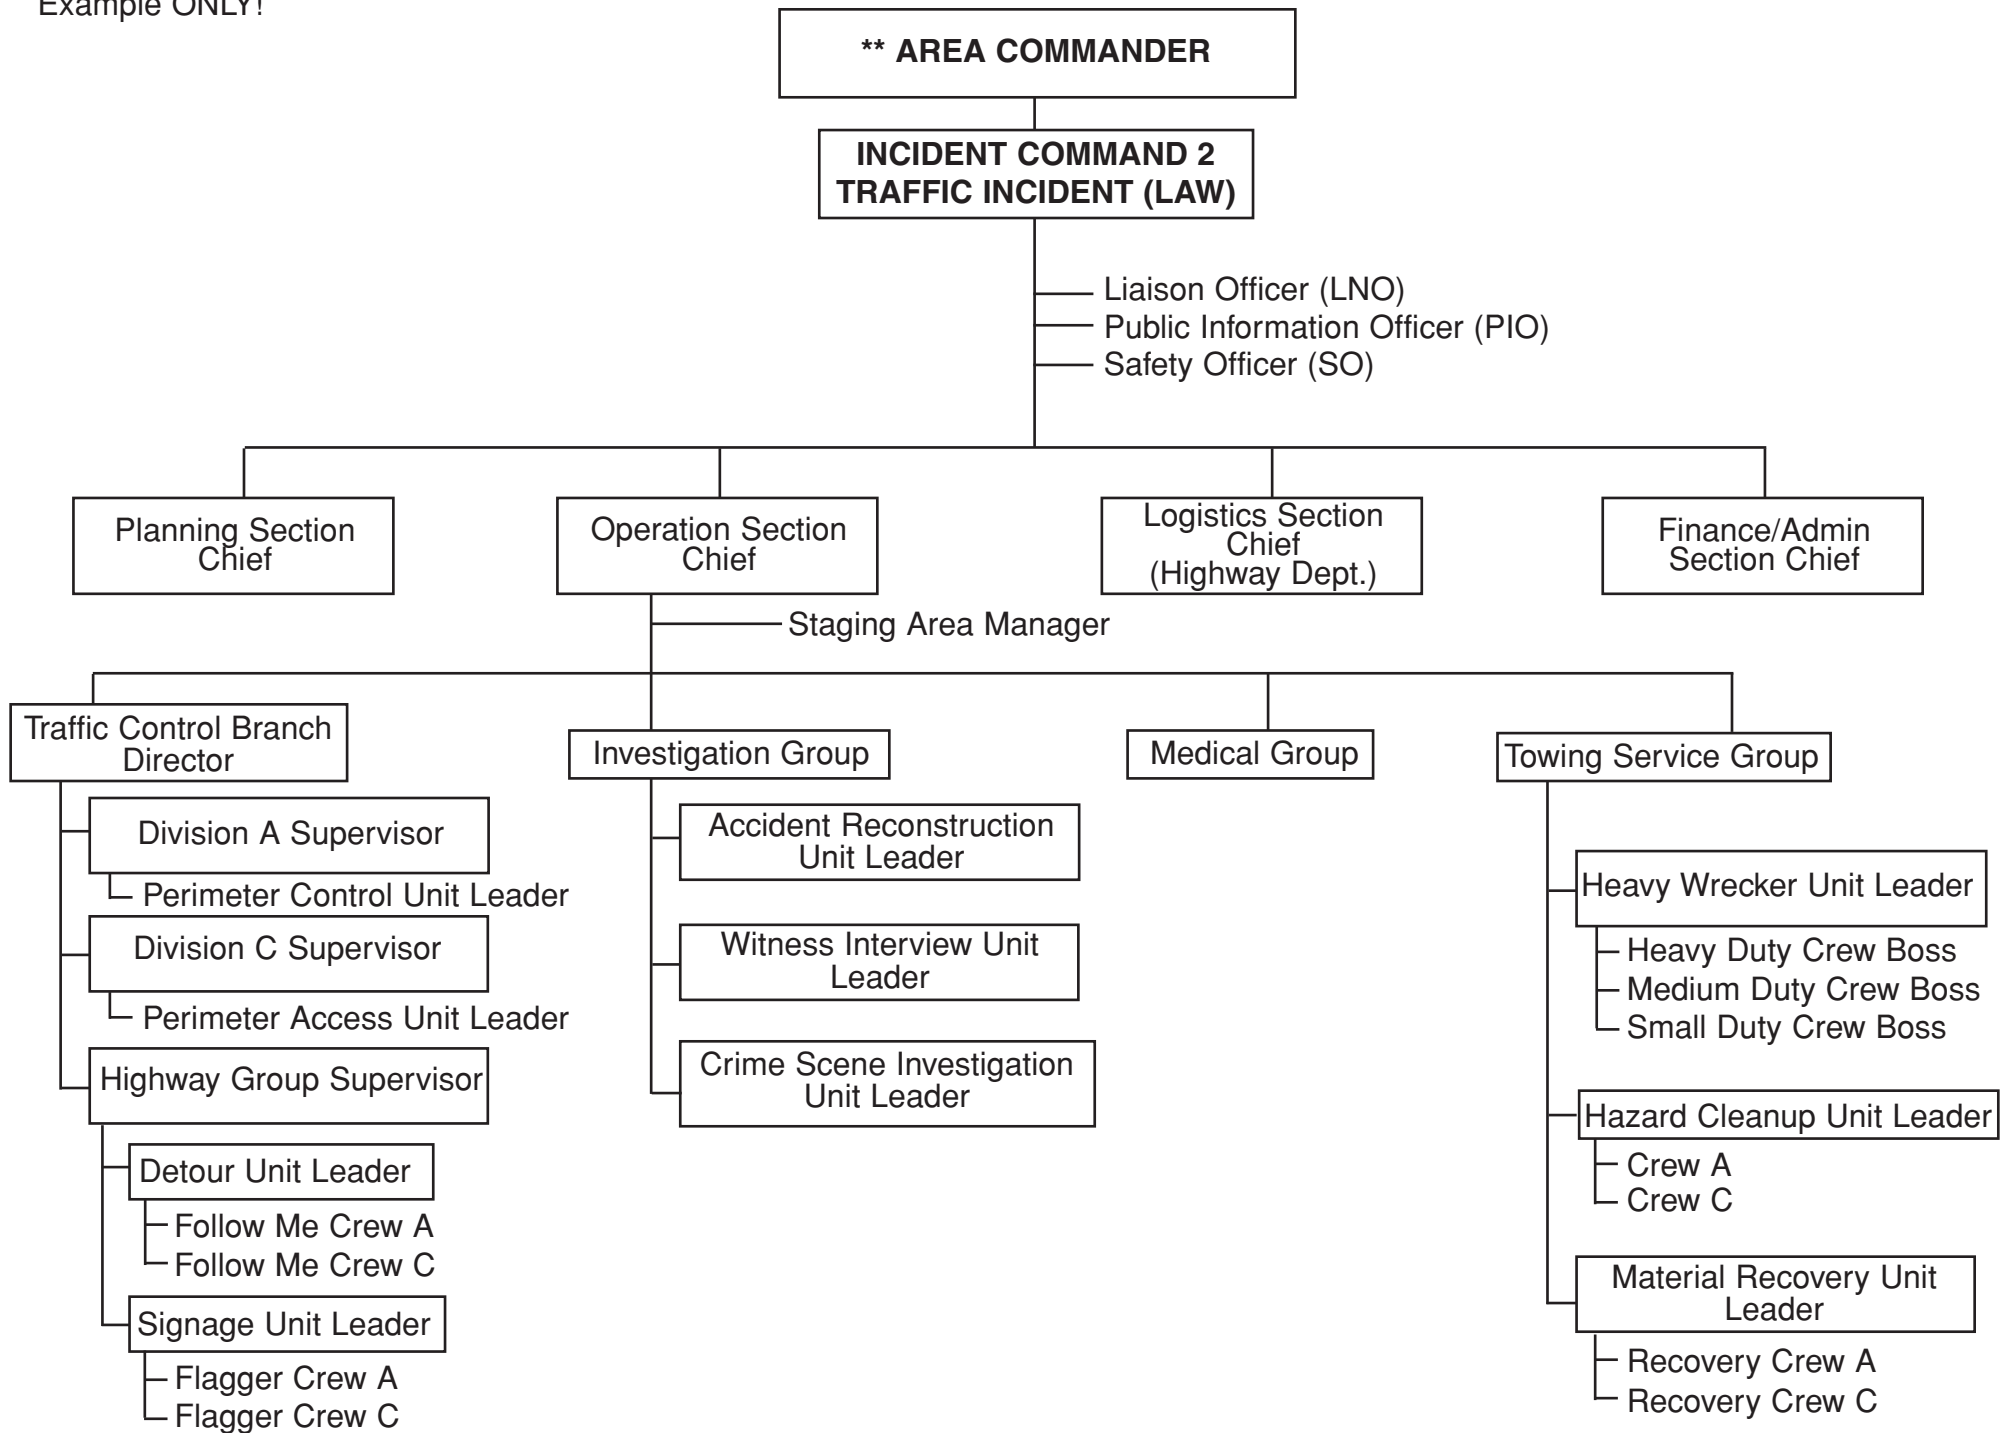 Example ONLY!
** AREA COMMANDER
INCIDENT COMMAND 2
TRAFFIC INCIDENT (LAW)
Liaison Officer (LNO)
Public Information Officer (PIO)
Safety Officer (SO)
Planning Section
Chief
Operation Section
Chief
Logistics Section
Chief
(Highway Dept.)
Finance/Admin
Section Chief
Staging Area Manager
Traffic Control Branch
Director
Division A Supervisor
Perimeter Control Unit Leader
Division C Supervisor
Perimeter Access Unit Leader
Highway Group Supervisor
Detour Unit Leader
Follow Me Crew A
Follow Me Crew C
Signage Unit Leader
Flagger Crew A
Flagger Crew C
Investigation Group
Accident Reconstruction
Unit Leader
Witness Interview Unit
Leader
Crime Scene Investigation
Unit Leader
Medical Group
Towing Service Group
Heavy Wrecker Unit Leader
Heavy Duty Crew Boss
Medium Duty Crew Boss
Small Duty Crew Boss
Hazard Cleanup Unit Leader
Crew A
Crew C
Material Recovery Unit
Leader
Recovery Crew A
Recovery Crew C